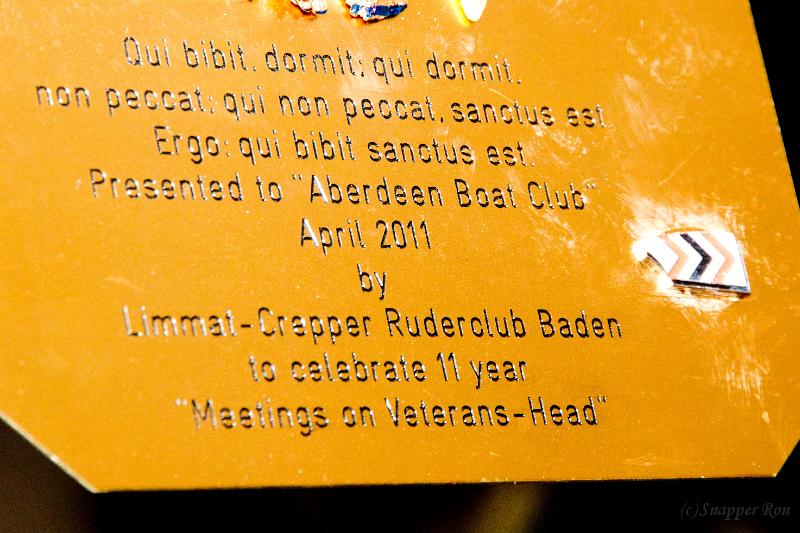 Qui bibit, dormit; qui dormit,
non peccat; qui non peccat, sanctus est.
Ergo: qui bibit sanctus est.
Presented to "Aberdeen Boat Club"
April 2011
by
Limmat-Crepper Ruderclub Baden
to celebrate 11 year
"Meetings on Veterans-Head"
(c)Snapper Ron